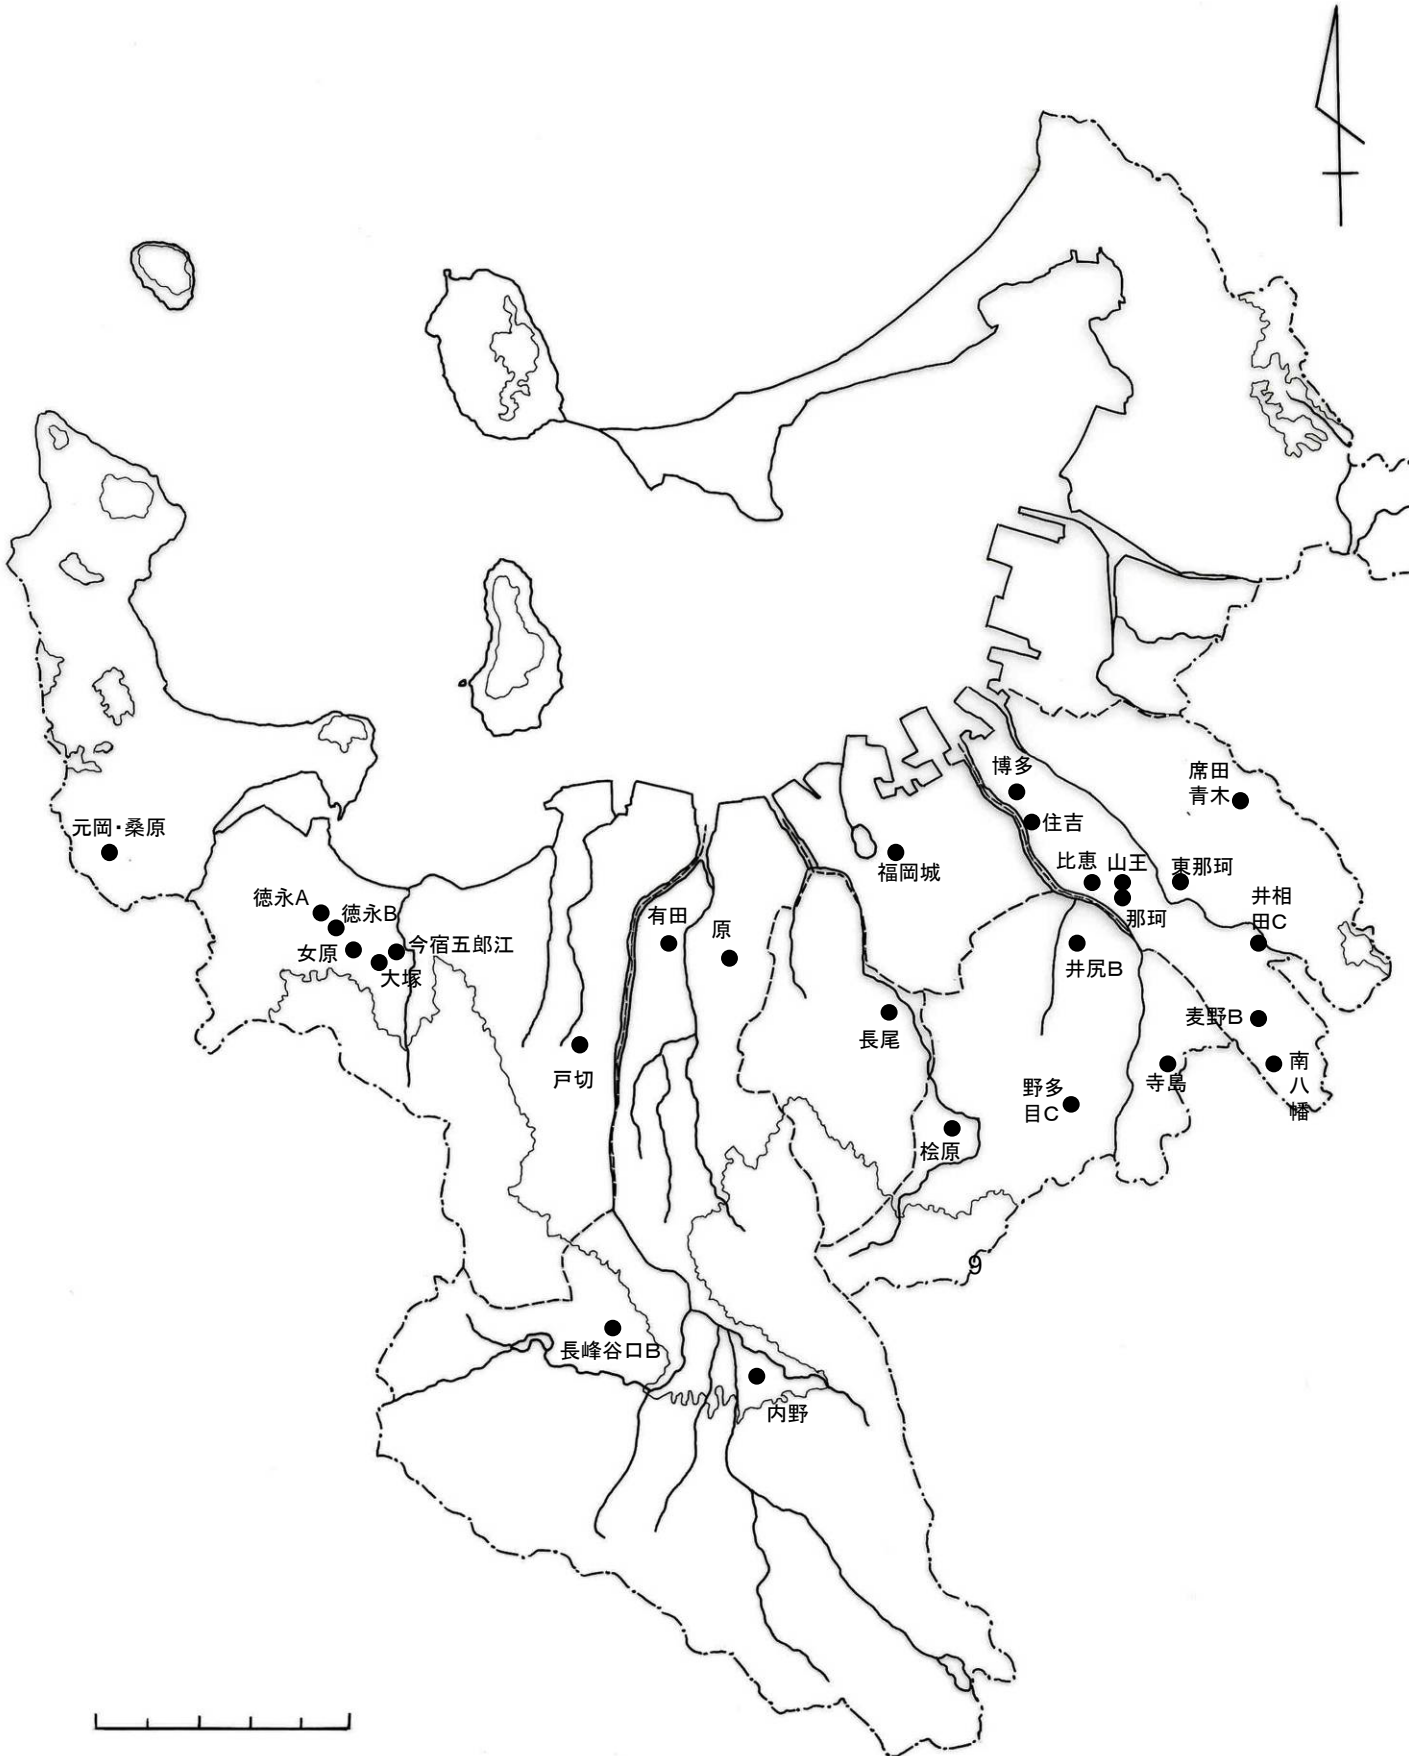 博多
席田
青木
住吉
元岡・桑原
福岡城
比恵
山王
東那珂
徳永A
徳永B
有田
原
那珂
井相
田C
女原
今宿五郎江
大塚
井尻B
長尾
麦野B
戸切
野多
目C
寺島
南
八
幡
桧原
9
長峰谷口B
内野